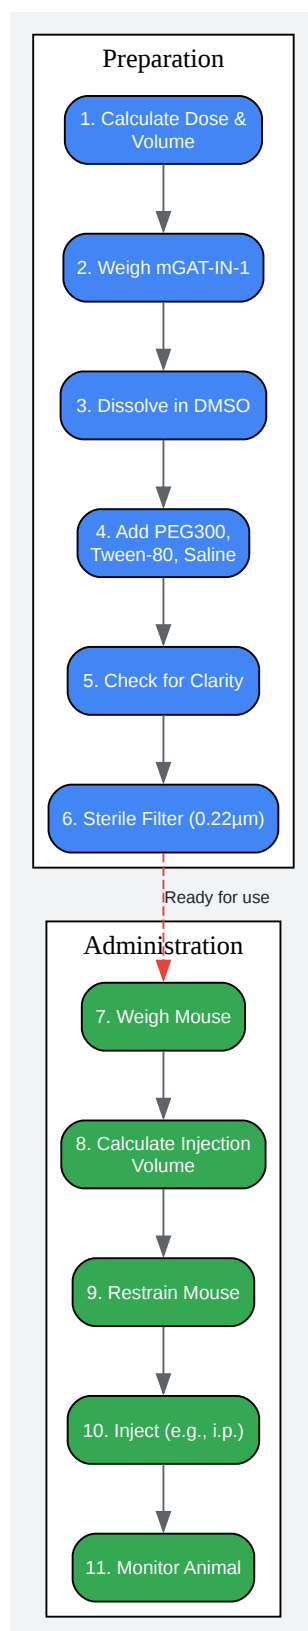 Preparation
1. Calculate Dose &
Volume
2. Weigh mGAT-IN-1
3. Dissolve in DMSO
4. Add PEG300,
Tween-80, Saline
5. Check for Clarity
6. Sterile Filter (0.22µm)
Ready for use
Administration
7. Weigh Mouse
8. Calculate Injection
Volume
9. Restrain Mouse
10. Inject (e.g., i.p.)
11. Monitor Animal